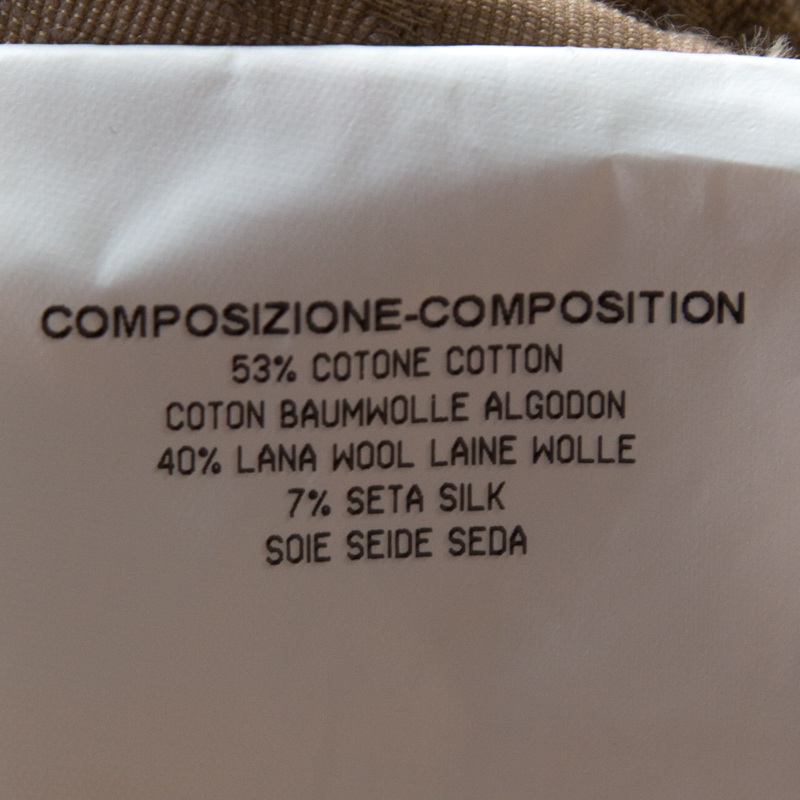 COMPOSIZIONE-COMPOSITION
53% COTONE COTTON
COTON BAUMWOLLE ALGODON
40% LANA WOOL LAINE WOLLE
7% SETA SILK
SOIE SEIDE SEDA